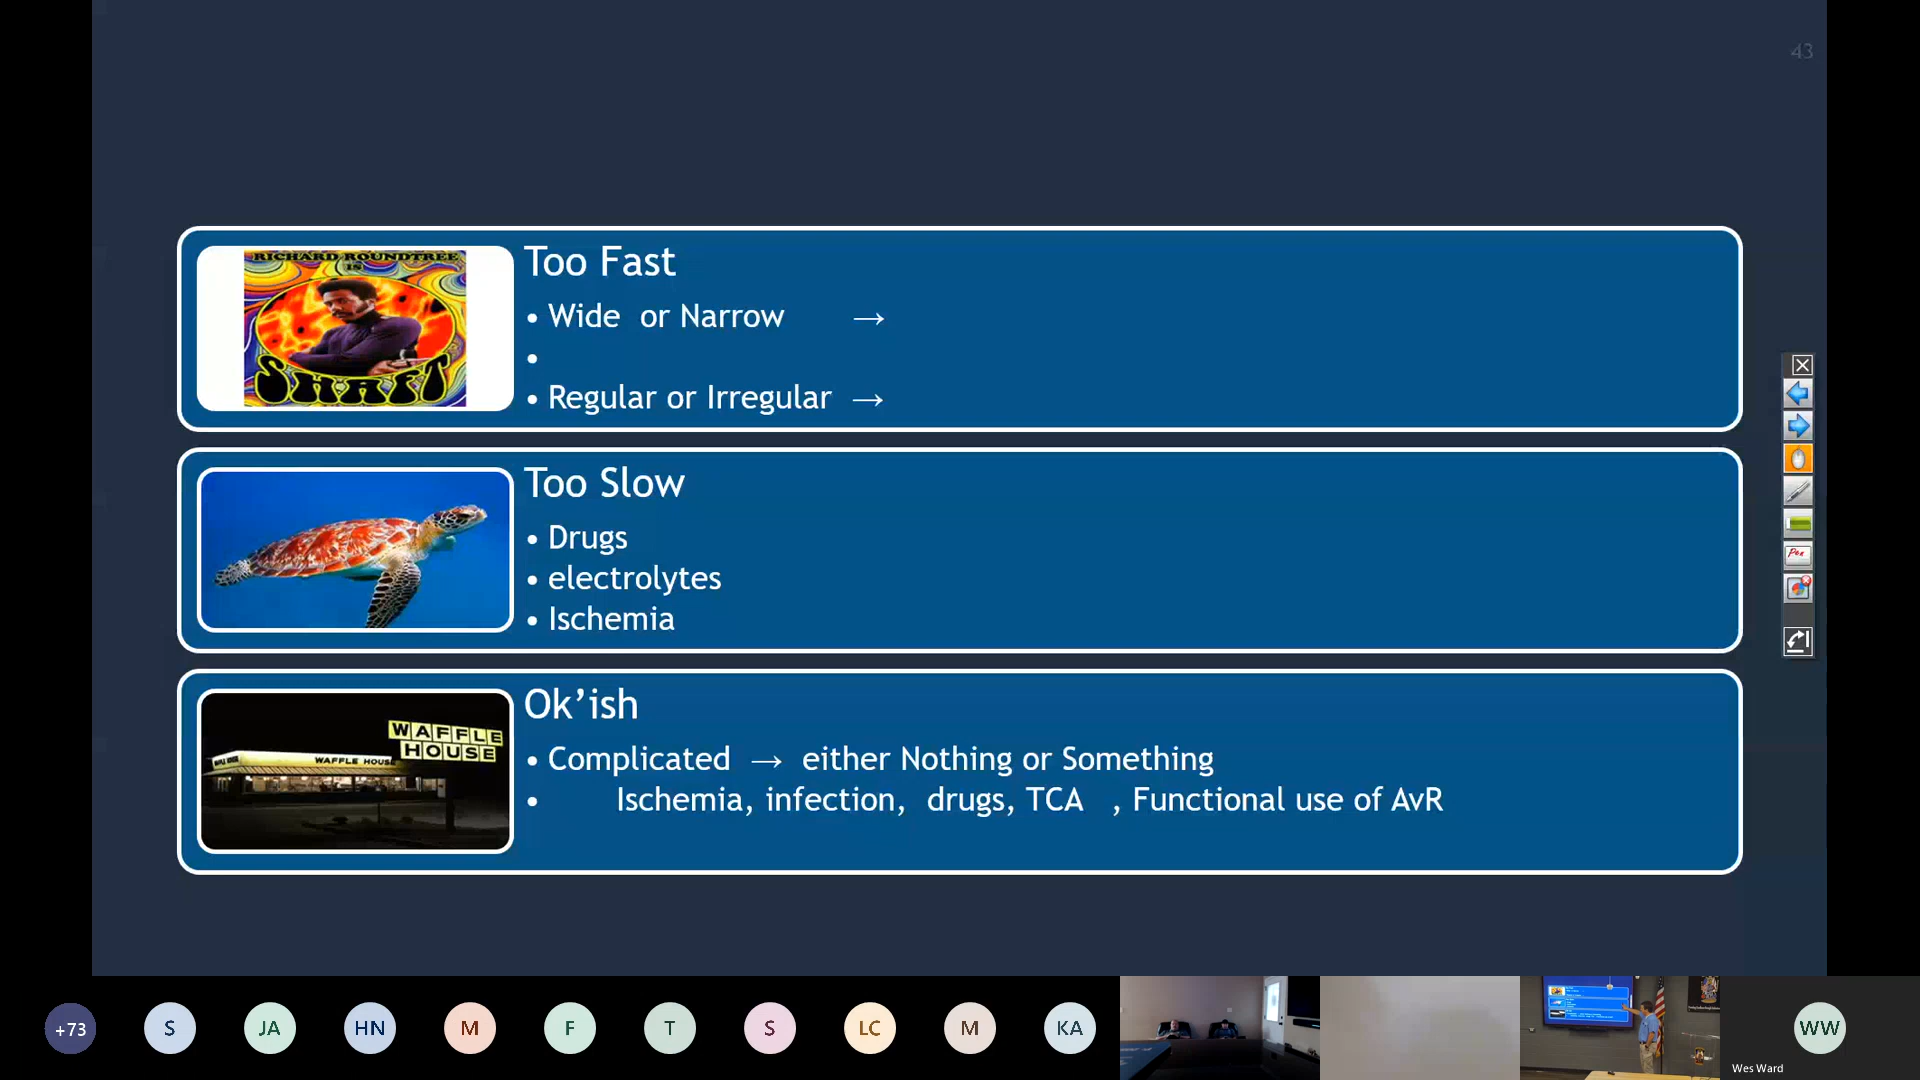 43
RICHARD ROUNDTREE
IS
SHAFT
Too Fast
• Wide or Narrow →
•
• Regular or Irregular →
Too Slow
• Drugs
• electrolytes
• Ischemia
WAFFLE
HOUSE
WAFFLE HOUSE
Ok’ish
• Complicated → either Nothing or Something
• Ischemia, infection, drugs, TCA , Functional use of AvR
Pen
+73
S
JA
HN
M
F
T
S
LC
M
KA
WW
Wes Ward